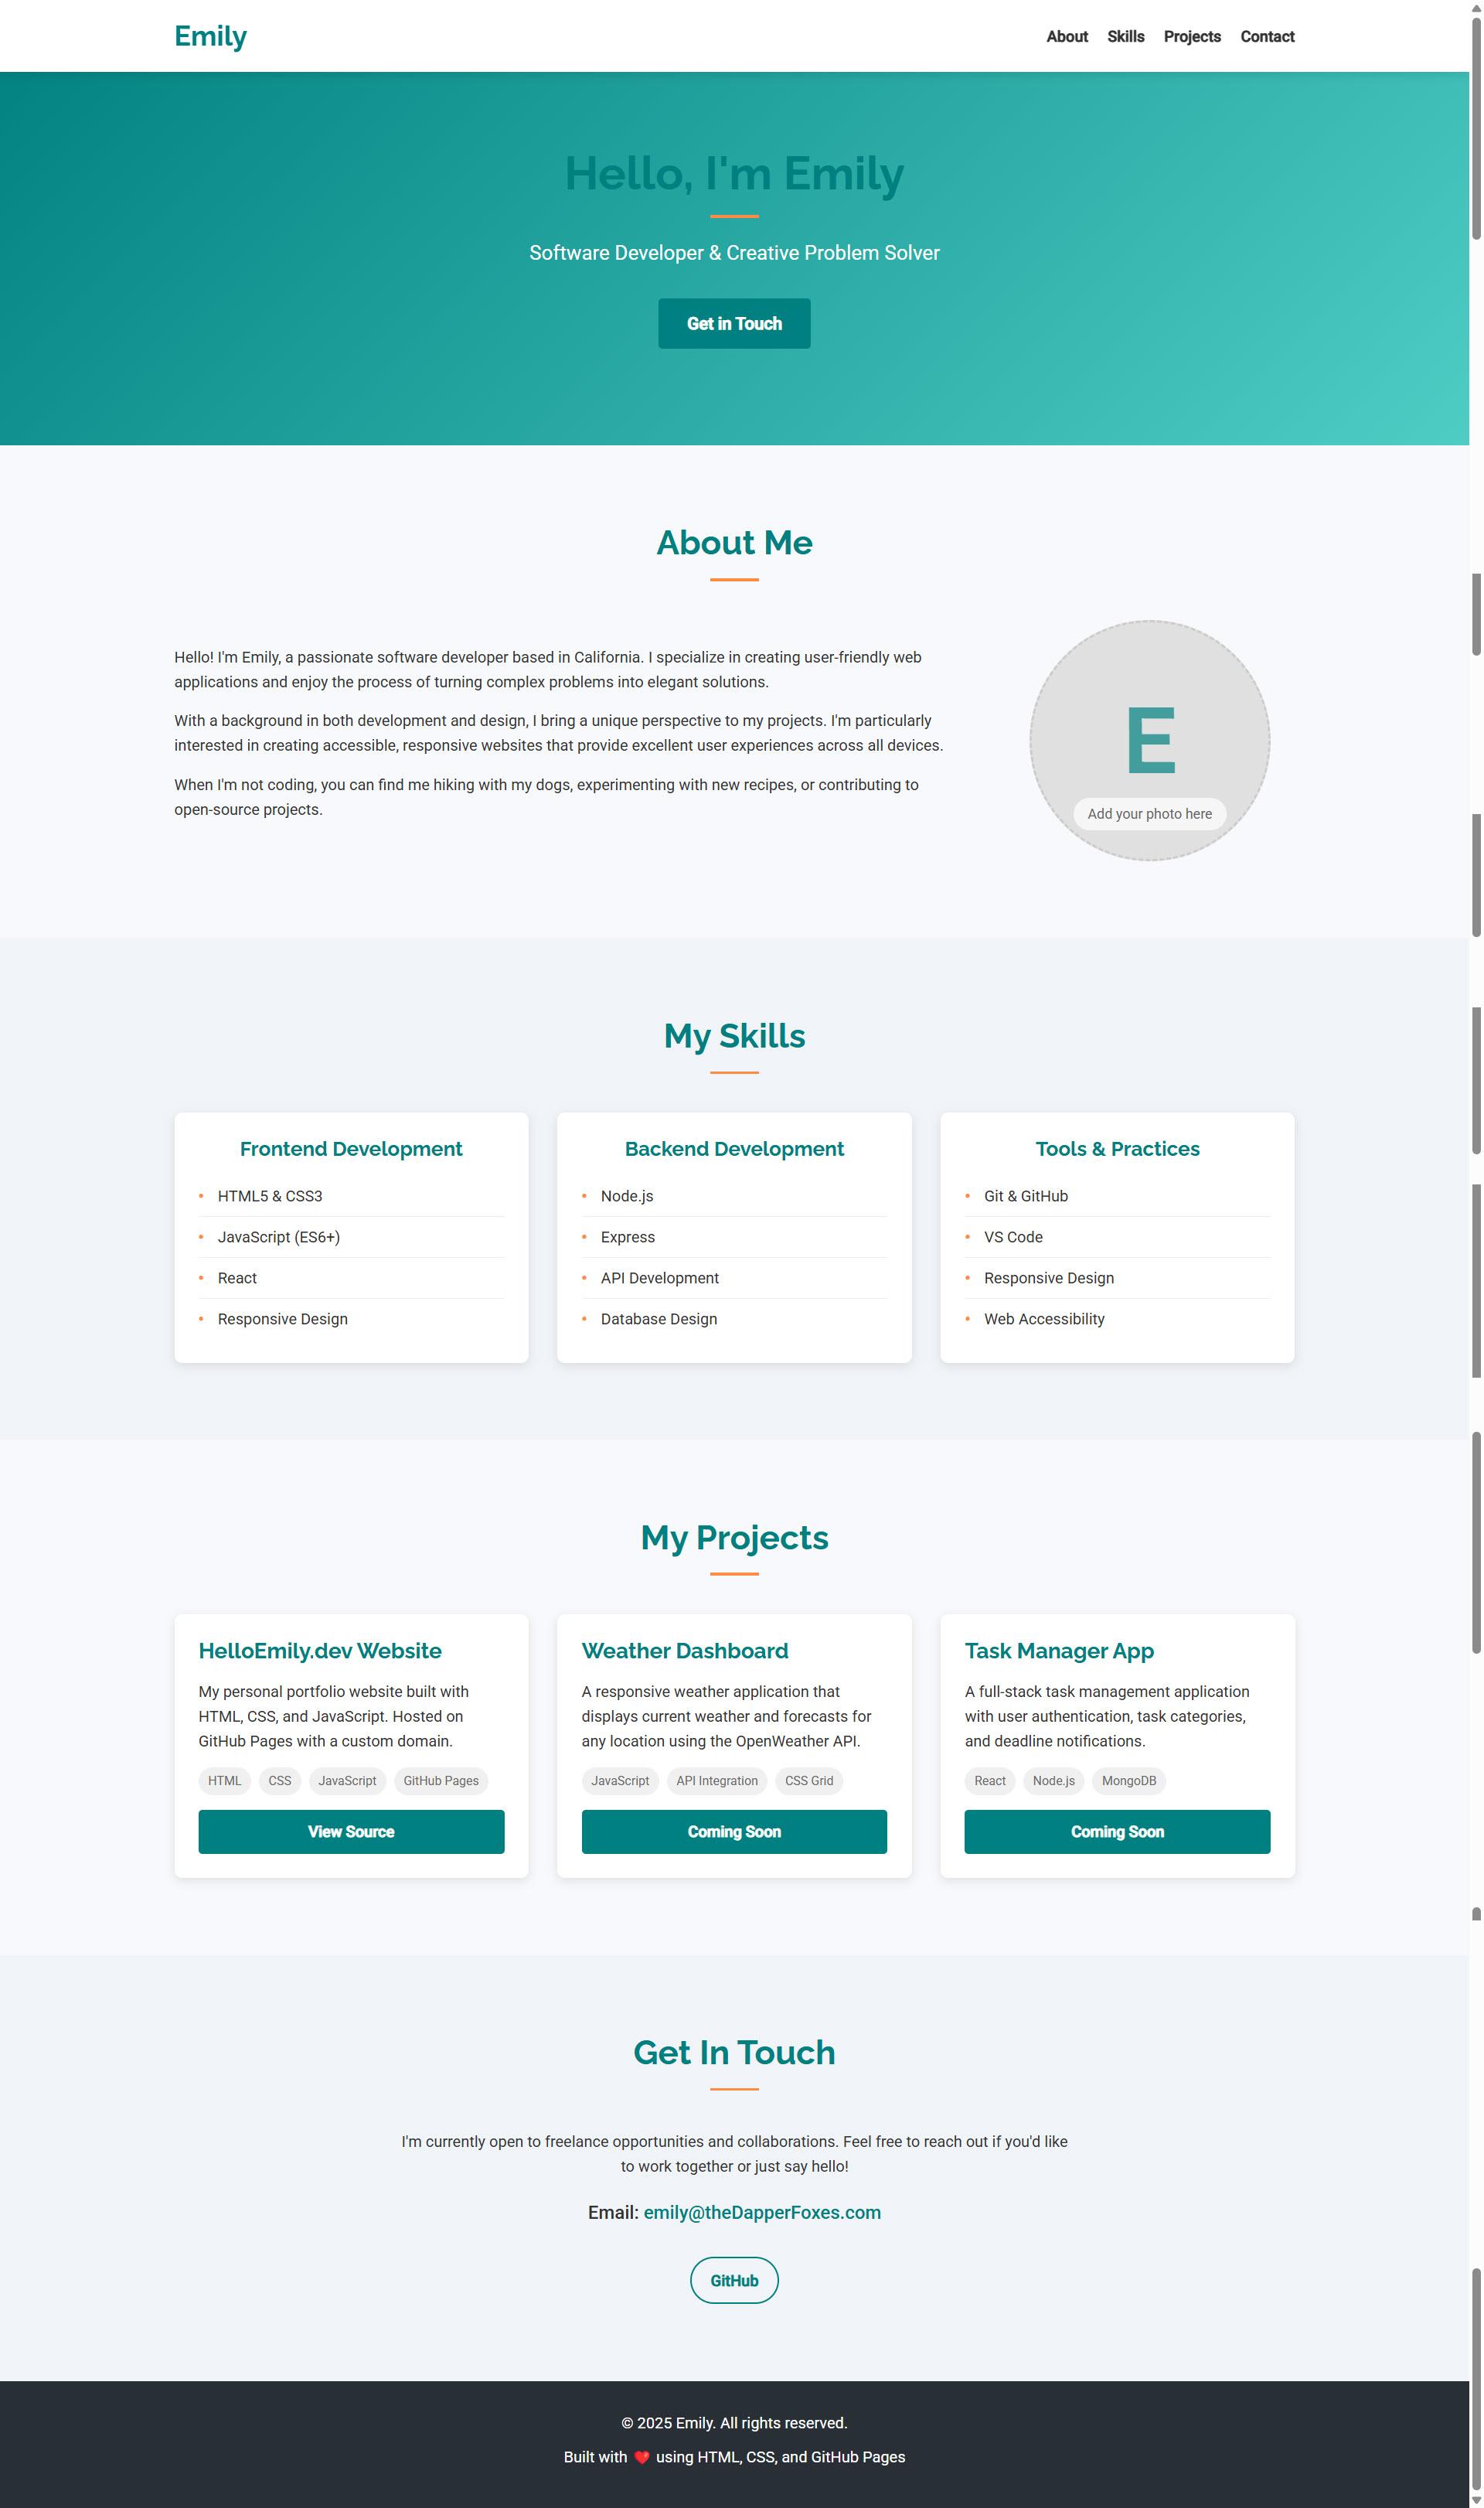 Emily
About Skills Projects Contact
Hello, I'm Emily
Software Developer & Creative Problem Solver
Get in Touch
About Me
Hello! I'm Emily, a passionate software developer based in California. I specialize in creating user-friendly web
applications and enjoy the process of turning complex problems into elegant solutions.
With a background in both development and design, I bring a unique perspective to my projects. I'm particularly
interested in creating accessible, responsive websites that provide excellent user experiences across all devices.
When I'm not coding, you can find me hiking with my dogs, experimenting with new recipes, or contributing to
open-source projects.
E
Add your photo here
My Skills
Frontend Development
• HTML5 & CSS3
• JavaScript (ES6+)
• React
• Responsive Design
Backend Development
• Node.js
• Express
• API Development
• Database Design
Tools & Practices
• Git & GitHub
• VS Code
• Responsive Design
• Web Accessibility
My Projects
HelloEmily.dev Website
My personal portfolio website built with
HTML, CSS, and JavaScript. Hosted on
GitHub Pages with a custom domain.
HTML CSS JavaScript GitHub Pages
View Source
Weather Dashboard
A responsive weather application that
displays current weather and forecasts for
any location using the OpenWeather API.
JavaScript API Integration CSS Grid
Coming Soon
Task Manager App
A full-stack task management application
with user authentication, task categories,
and deadline notifications.
React Node.js MongoDB
Coming Soon
Get In Touch
I'm currently open to freelance opportunities and collaborations. Feel free to reach out if you'd like
to work together or just say hello!
Email: emily@theDapperFoxes.com
GitHub
© 2025 Emily. All rights reserved.
Built with ❤️ using HTML, CSS, and GitHub Pages